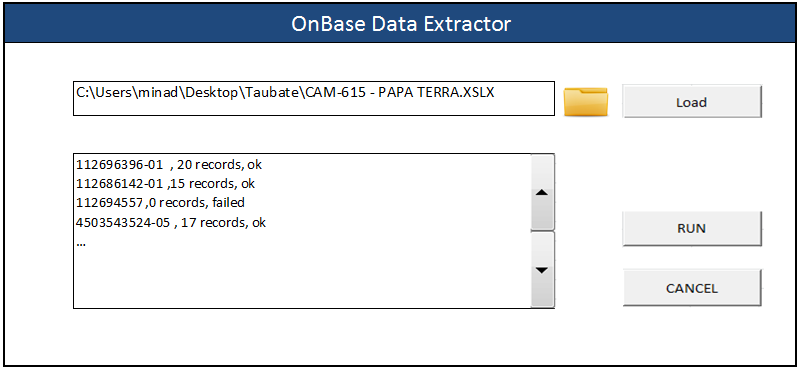 OnBase Data Extractor
C:\Users\minad\Desktop\Taubate\CAM-615 - PAPA TERRA.XSLX
Load
112696396-01  , 20 records, ok
112686142-01 ,15 records, ok
112694557 ,0 records, failed
4503543524-05 , 17 records, ok
...
RUN
CANCEL